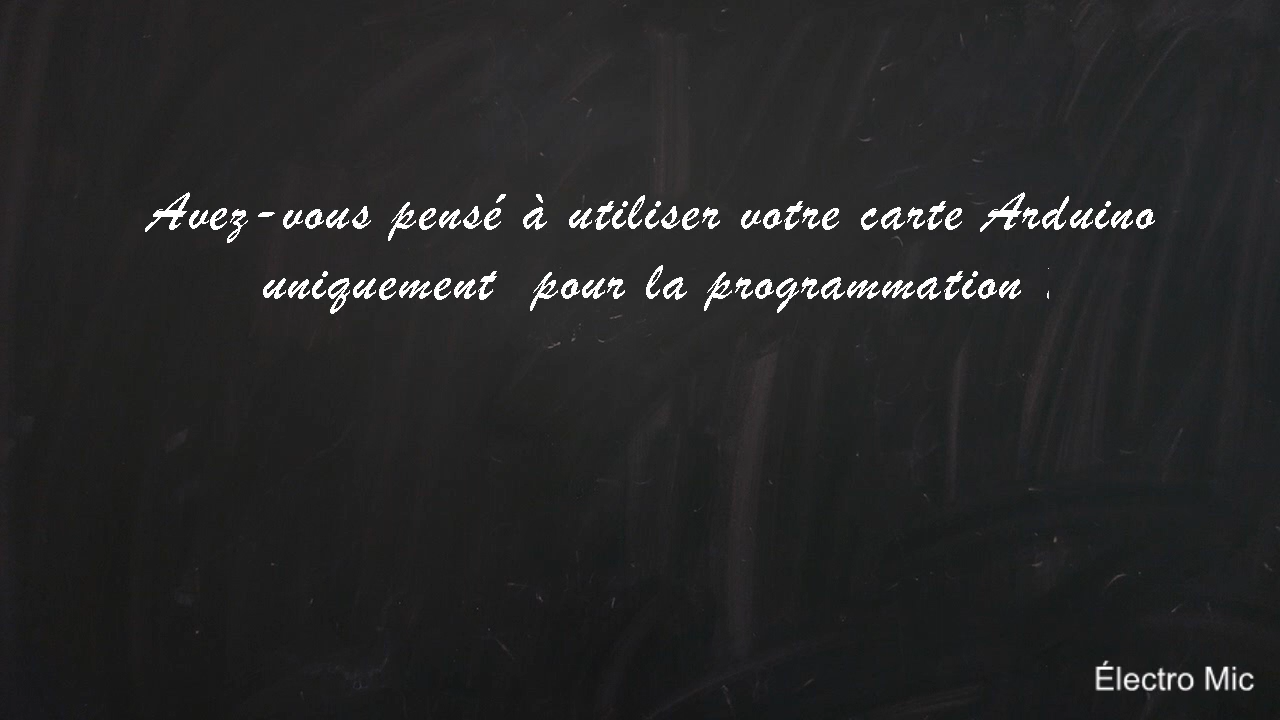 Avez-vous pensé à utiliser votre carte Arduino
uniquement pour la programmation .
Électro Mic